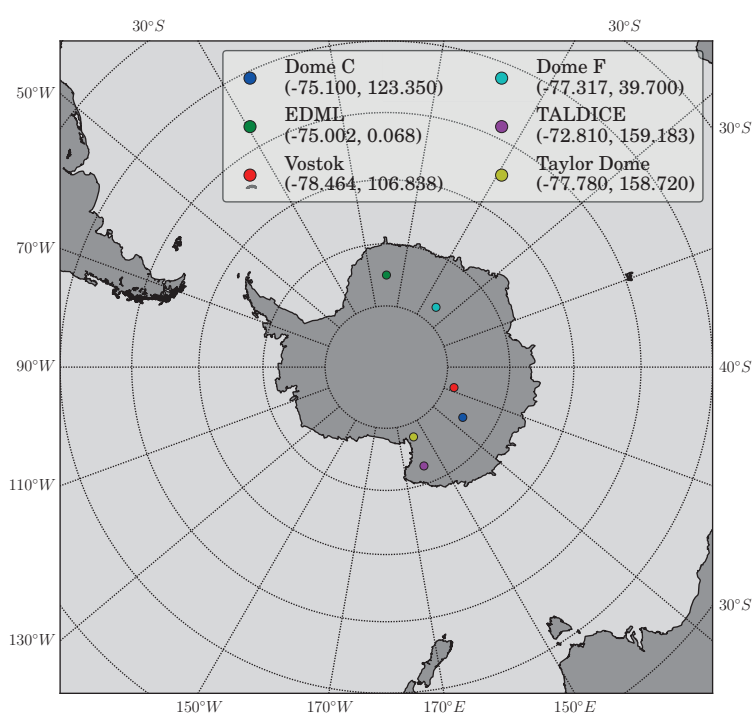 30°S 30°S
Dome C
(-75.100, 123.350)
EDML
(-75.002, 0.068)
Vostok
(-78.464, 106.838)
Dome F
(-77.317, 39.700)
TALDICE
(-72.810, 159.183)
Taylor Dome
(-77.780, 158.720)
50°W
70°W
90°W
110°W
130°W
30°S
40°S
30°S
150°W 170°W 170°E 150°E